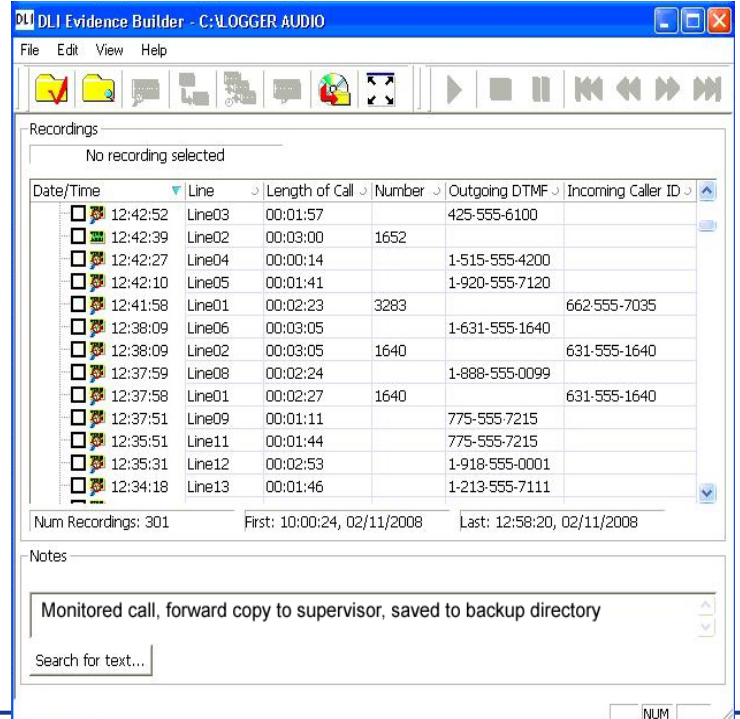 DLI DLI Evidence Builder - C:\LOGGER AUDIO
File Edit View Help
Recordings
No recording selected
Date/Time Line Length of Call Number Outgoing DTMF Incoming Caller ID
12:42:52 Line03 00:01:57 425-555-6100
12:42:39 Line02 00:03:00 1652
12:42:27 Line04 00:00:14 1-515-555-4200
12:42:10 Line05 00:01:41 1-920-555-7120
12:41:58 Line01 00:02:23 3283 662-555-7035
12:38:09 Line06 00:03:05 1-631-555-1640
12:38:09 Line02 00:03:05 1640 631-555-1640
12:37:59 Line08 00:02:24 1-888-555-0099
12:37:58 Line01 00:02:27 1640 631-555-1640
12:37:51 Line09 00:01:11 775-555-7215
12:35:51 Line11 00:01:44 775-555-7215
12:35:31 Line12 00:02:53 1-918-555-0001
12:34:18 Line13 00:01:46 1-213-555-7111
Num Recordings: 301 First: 10:00:24, 02/11/2008 Last: 12:58:20, 02/11/2008
Notes
Monitored call, forward copy to supervisor, saved to backup directory
Search for text...
NUM